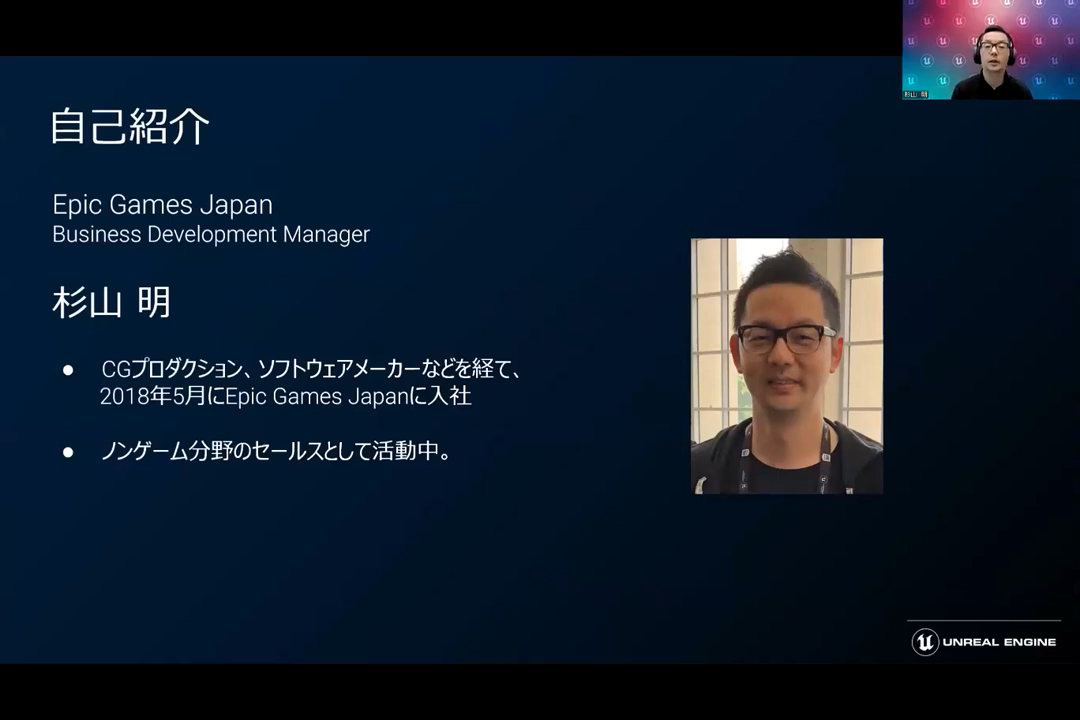 自己紹介
Epic Games Japan
Business Development Manager
杉山 明
● CGプロダクション、ソフトウェアメーカーなどを経て、
2018年5月にEpic Games Japanに入社
● ノンゲーム分野のセールスとして活動中。
杉山 明
UNREAL ENGINE